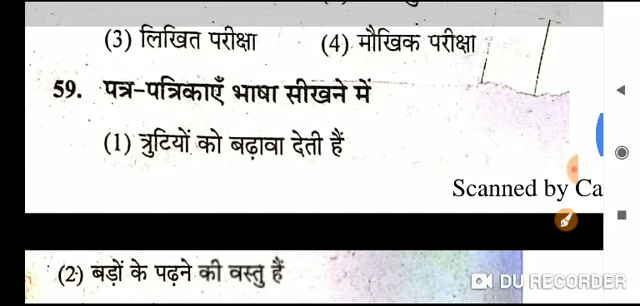 (3) लिखित परीक्षा (4) मौखिक परीक्षा
59. पत्र-पत्रिकाएँ भाषा सीखने में
(1) त्रुटियों को बढ़ावा देती हैं
Scanned by Ca
(2) बड़ों के पढ़ने की वस्तु हैं
DU RECORDER